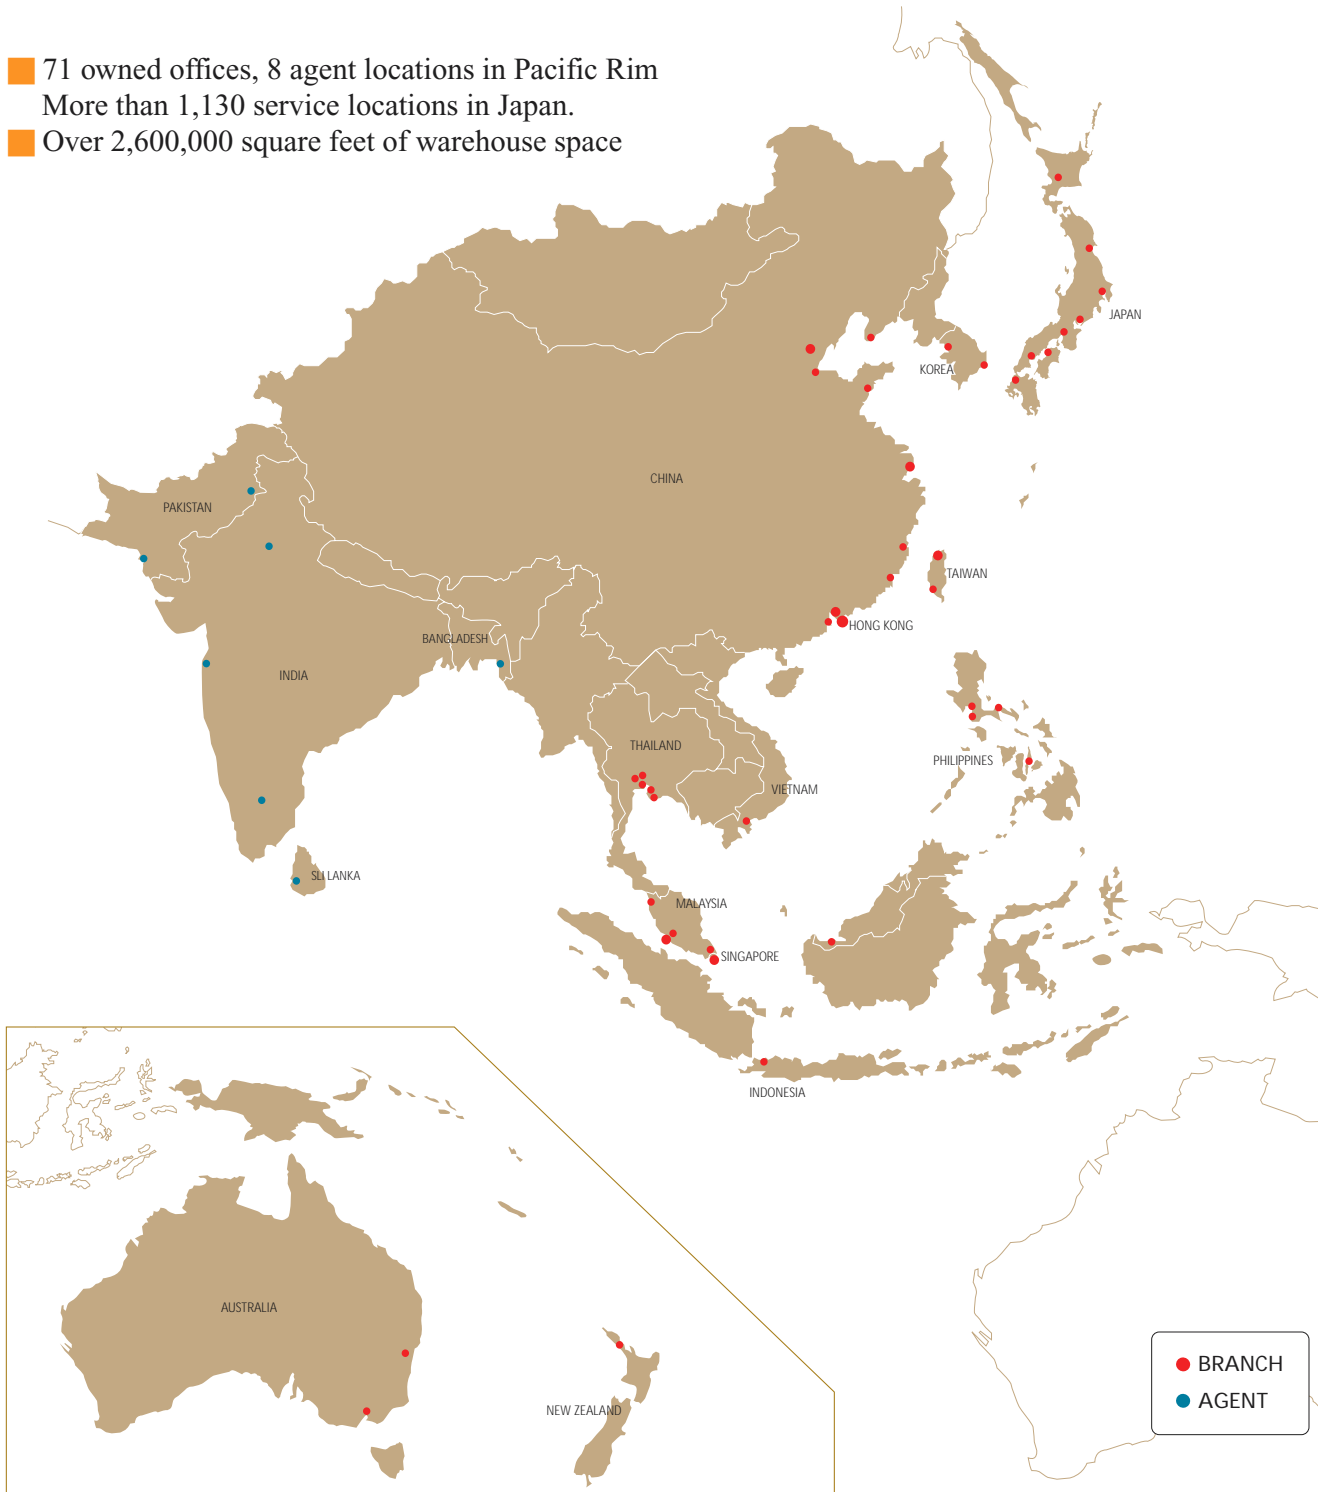 71 owned offices, 8 agent locations in Pacific Rim
More than 1,130 service locations in Japan.
Over 2,600,000 square feet of warehouse space
JAPAN
KOREA
CHINA
PAKISTAN
TAIWAN
HONG KONG
BANGLADESH
INDIA
THAILAND
PHILIPPINES
VIETNAM
SLI LANKA
MALAYSIA
SINGAPORE
INDONESIA
AUSTRALIA
NEW ZEALAND
BRANCH
AGENT